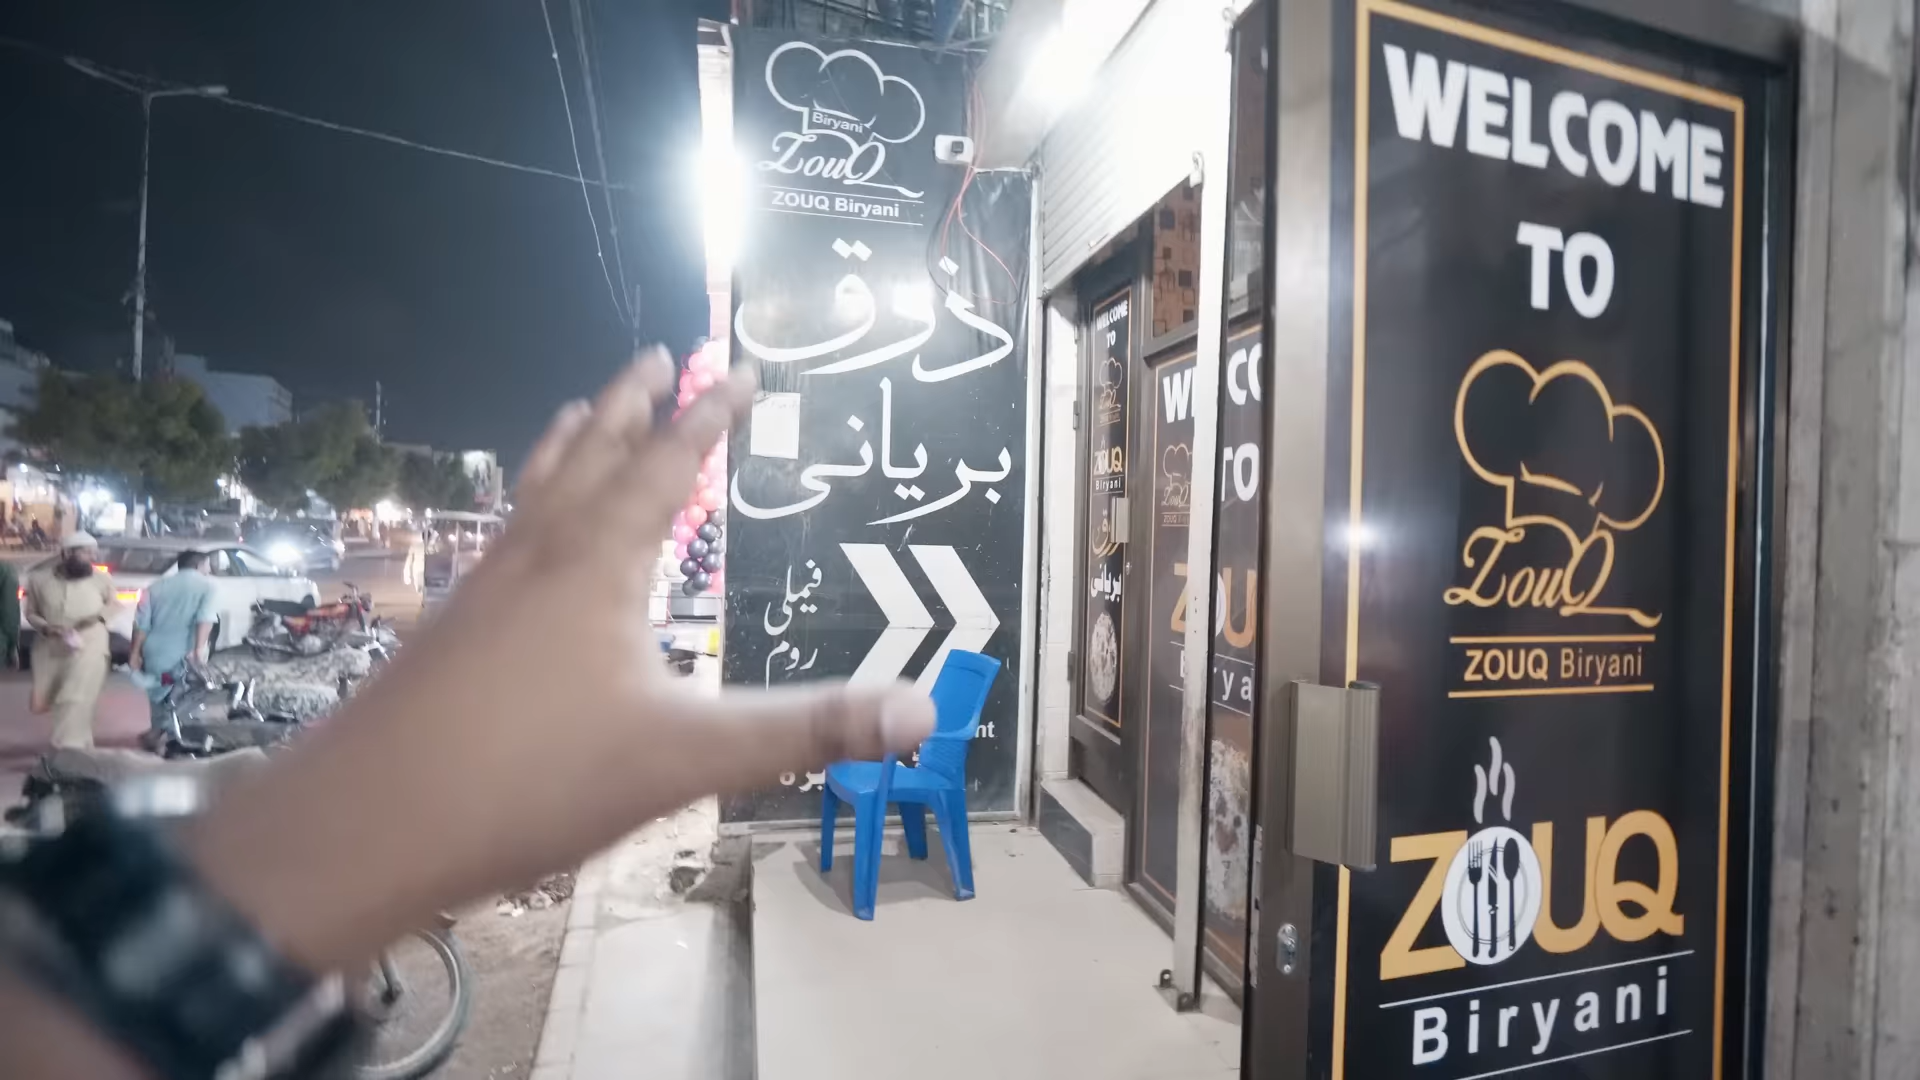 Biryani
ZouQ
ZOUQ Biryani
ذوق
بریانی
فیملی
روم
WELCOME
TO
ZOUQ
Biryani
بریانی
WELCOME
TO
ZouQ
ZOUQ Biryani
ZOUQ
Biryani